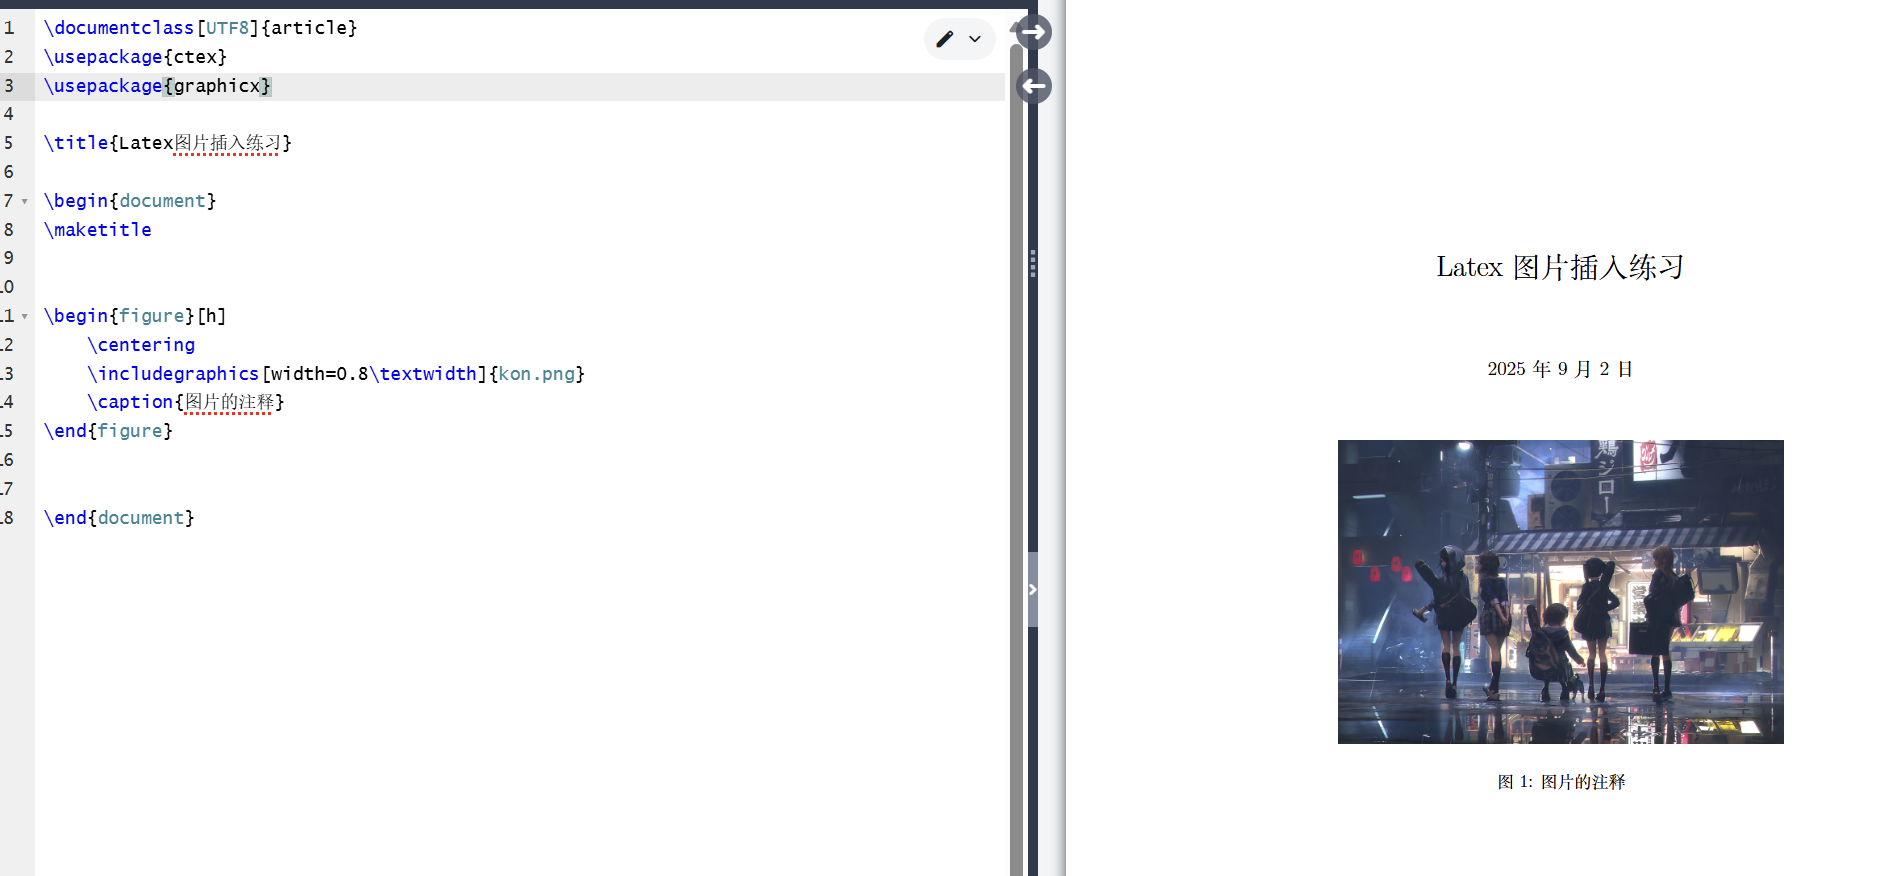 1 \documentclass[UTF8]{article}
2 \usepackage{ctex}
3 \usepackage{graphicx}
4
5 \title{Latex图片插入练习}
6
7 \begin{document}
8 \maketitle
9
10
11 \begin{figure}[h]
12 \centering
13 \includegraphics[width=0.8\textwidth]{kon.png}
14 \caption{图片的注释}
15 \end{figure}
16
17
18 \end{document}
Latex 图片插入练习
2025 年 9 月 2 日
鶏ジロー
图 1: 图片的注释